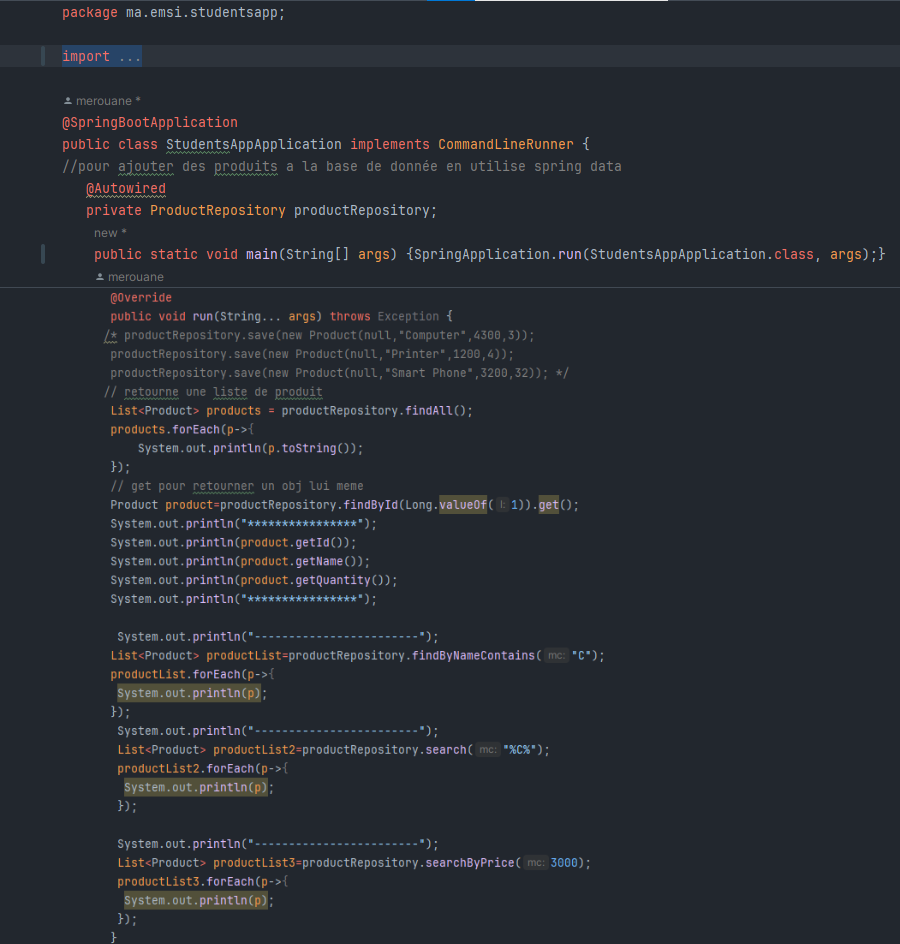 package ma.emsi.studentsapp;
import ...
merouane *
@SpringBootApplication
public class StudentsAppApplication implements CommandLineRunner {
//pour ajouter des produits a la base de donnée en utilise spring data
@Autowired
private ProductRepository productRepository;
new *
public static void main(String[] args) {SpringApplication.run(StudentsAppApplication.class, args);}
merouane
@Override
public void run(String... args) throws Exception {
/* productRepository.save(new Product(null,"Computer",4300,3));
productRepository.save(new Product(null,"Printer",1200,4));
productRepository.save(new Product(null,"Smart Phone",3200,32)); */
// retourne une liste de produit
List<Product> products = productRepository.findAll();
products.forEach(p->{
System.out.println(p.toString());
});
// get pour retourner un obj lui meme
Product product=productRepository.findById(Long.valueOf( l: 1)).get();
System.out.println("****************");
System.out.println(product.getId());
System.out.println(product.getName());
System.out.println(product.getQuantity());
System.out.println("****************");
System.out.println("------------------------");
List<Product> productList=productRepository.findByNameContains( mc: "C");
productList.forEach(p->{
System.out.println(p);
});
System.out.println("------------------------");
List<Product> productList2=productRepository.search( mc: "%C%");
productList2.forEach(p->{
System.out.println(p);
});
System.out.println("------------------------");
List<Product> productList3=productRepository.searchByPrice( mc: 3000);
productList3.forEach(p->{
System.out.println(p);
});
}